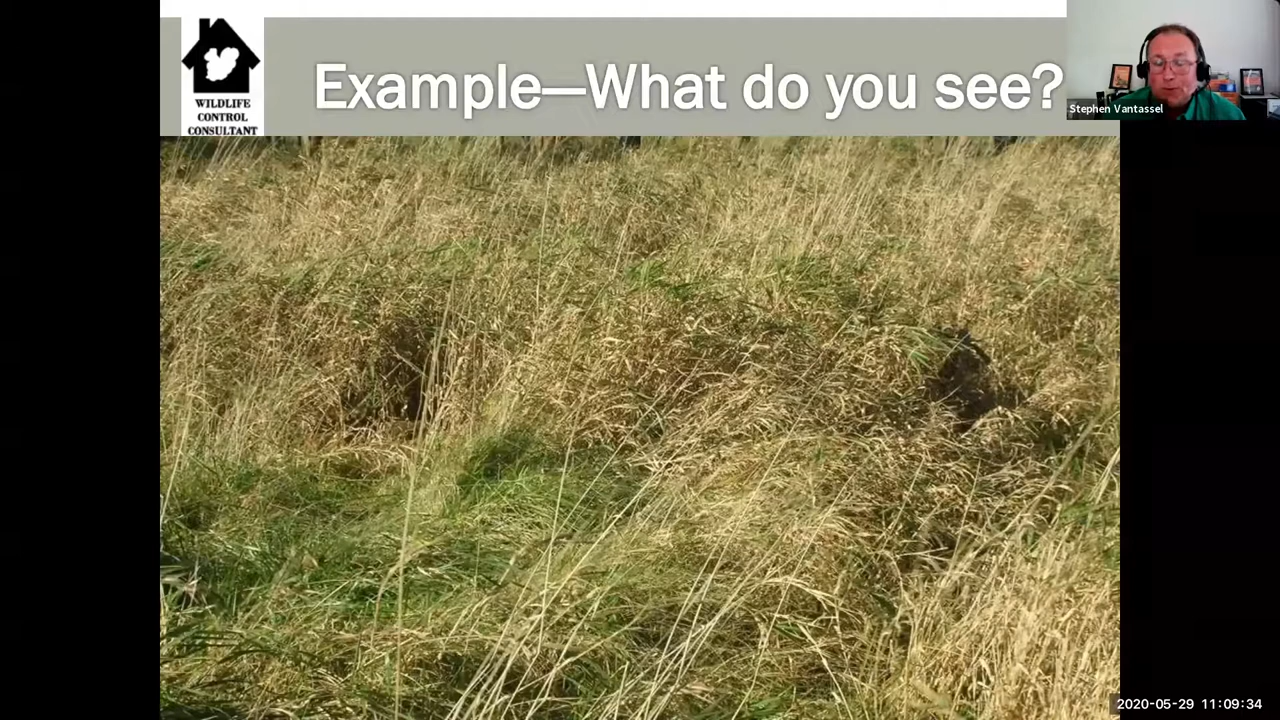 Example—What do you see?
WILDLIFE
CONTROL
CONSULTANT
Stephen Vantassel
2020-05-29 11:09:34